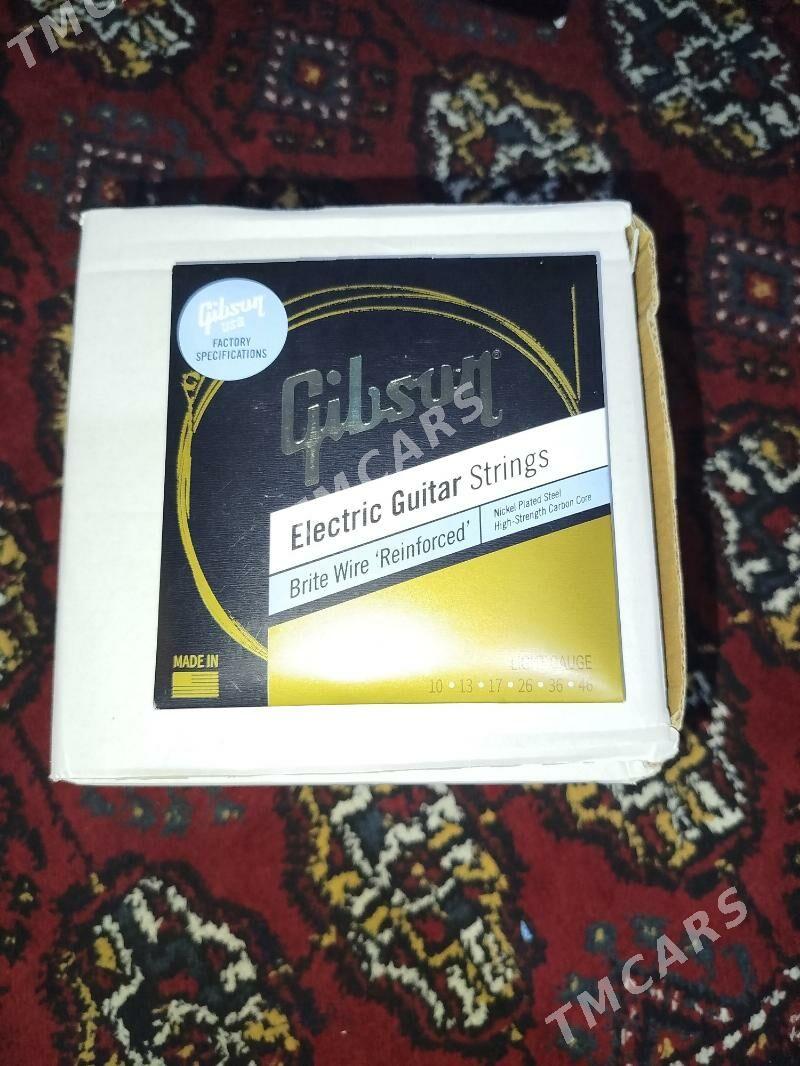 TMCARS
Gibson
USA
FACTORY
SPECIFICATIONS
Gibson®
TMCARS
Electric Guitar Strings
Brite Wire 'Reinforced'
Nickel Plated Steel
High-Strength Carbon Core
MADE IN
LIGHT GAUGE
10 • 13 • 17 • 26 • 36 • 46
TMCARS